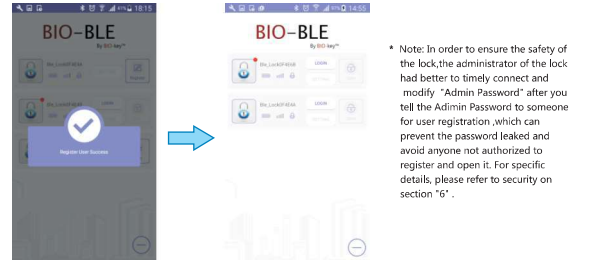 18:15
BIO-BLE
By BIO-key™
Register User Success
14:55
BIO-BLE
By BIO-key™
LOGIN
LOGIN
* Note: In order to ensure the safety of
the lock,the administrator of the lock
had better to timely connect and
modify "Admin Password" after you
tell the Adimin Password to someone
for user registration ,which can
prevent the password leaked and
avoid anyone not authorized to
register and open it. For specific
details, please refer to security on
section "6" .